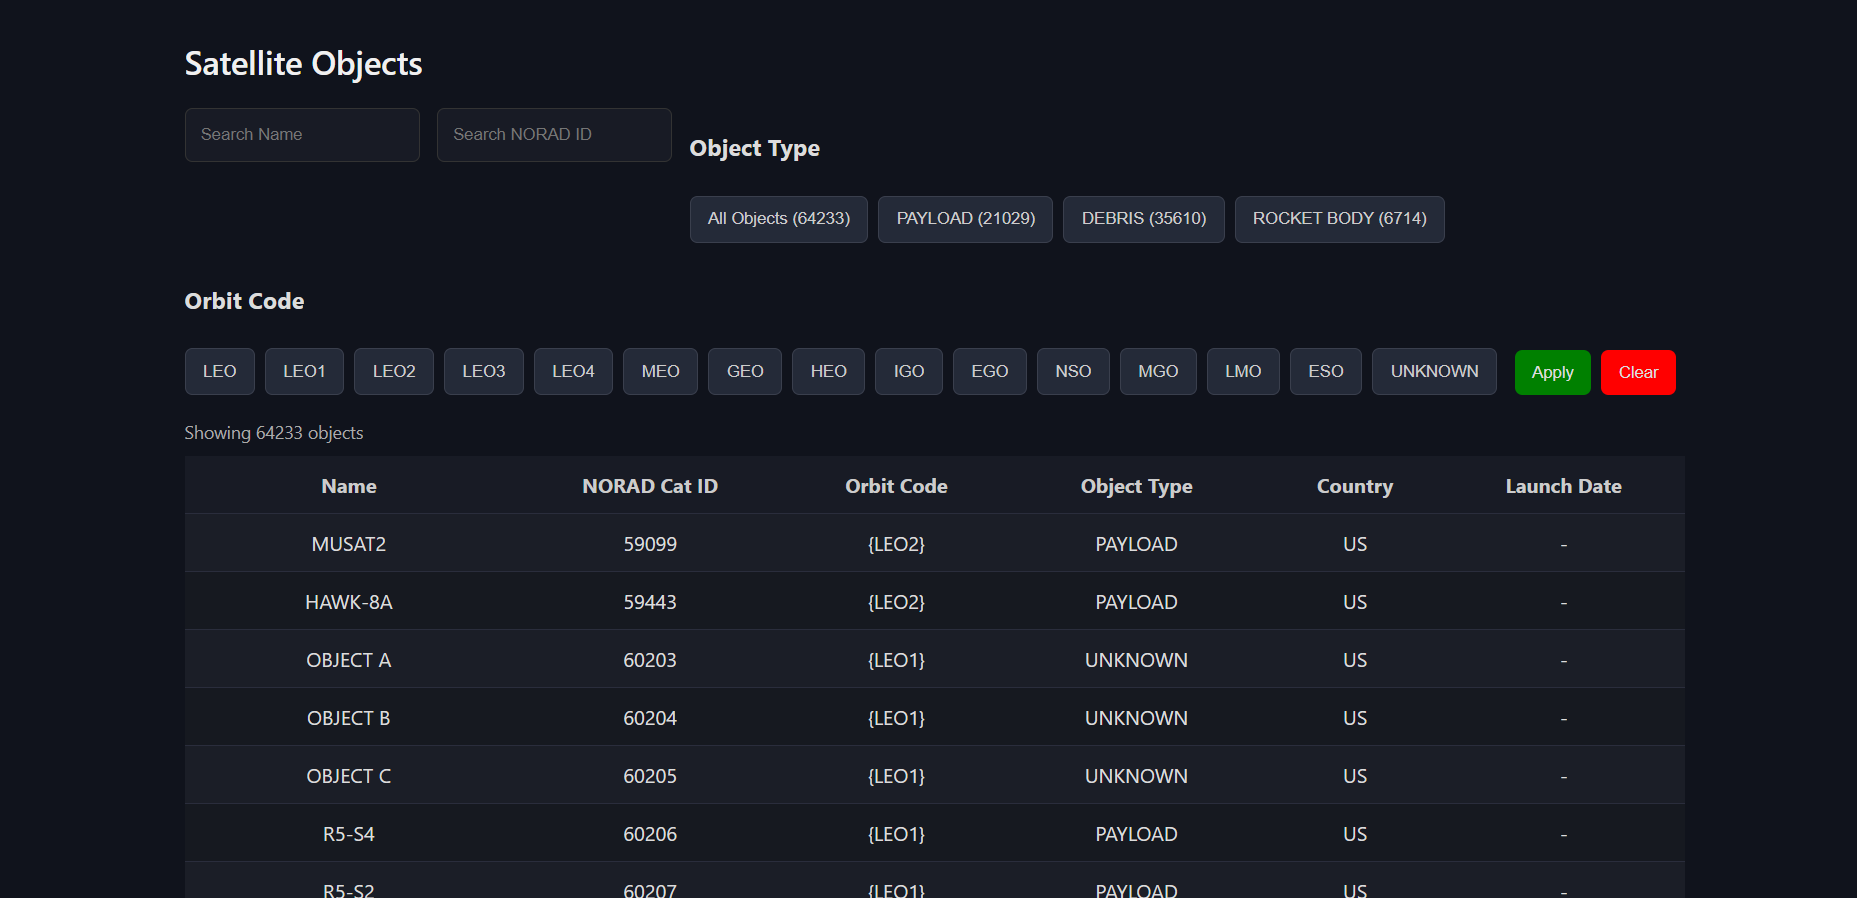 Satellite Objects
Search Name Search NORAD ID
Object Type
All Objects (64233) PAYLOAD (21029) DEBRIS (35610) ROCKET BODY (6714)
Orbit Code
LEO LEO1 LEO2 LEO3 LEO4 MEO GEO HEO IGO EGO NSO MGO LMO ESO UNKNOWN Apply Clear
Showing 64233 objects
Name NORAD Cat ID Orbit Code Object Type Country Launch Date
MUSAT2 59099 {LEO2} PAYLOAD US -
HAWK-8A 59443 {LEO2} PAYLOAD US -
OBJECT A 60203 {LEO1} UNKNOWN US -
OBJECT B 60204 {LEO1} UNKNOWN US -
OBJECT C 60205 {LEO1} UNKNOWN US -
R5-S4 60206 {LEO1} PAYLOAD US -
R5-S2 60207 {LEO1} PAYLOAD US -